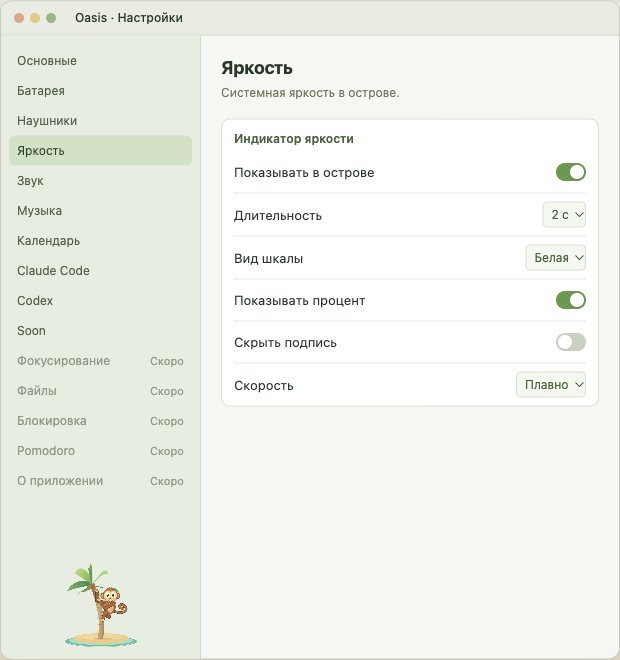 Oasis · Настройки
Основные
Батарея
Наушники
Яркость
Звук
Музыка
Календарь
Claude Code
Codex
Soon
Фокусирование Скоро
Файлы Скоро
Блокировка Скоро
Pomodoro Скоро
О приложении Скоро
Яркость
Системная яркость в острове.
Индикатор яркости
Показывать в острове
Длительность 2 с
Вид шкалы Белая
Показывать процент
Скрыть подпись
Скорость Плавно